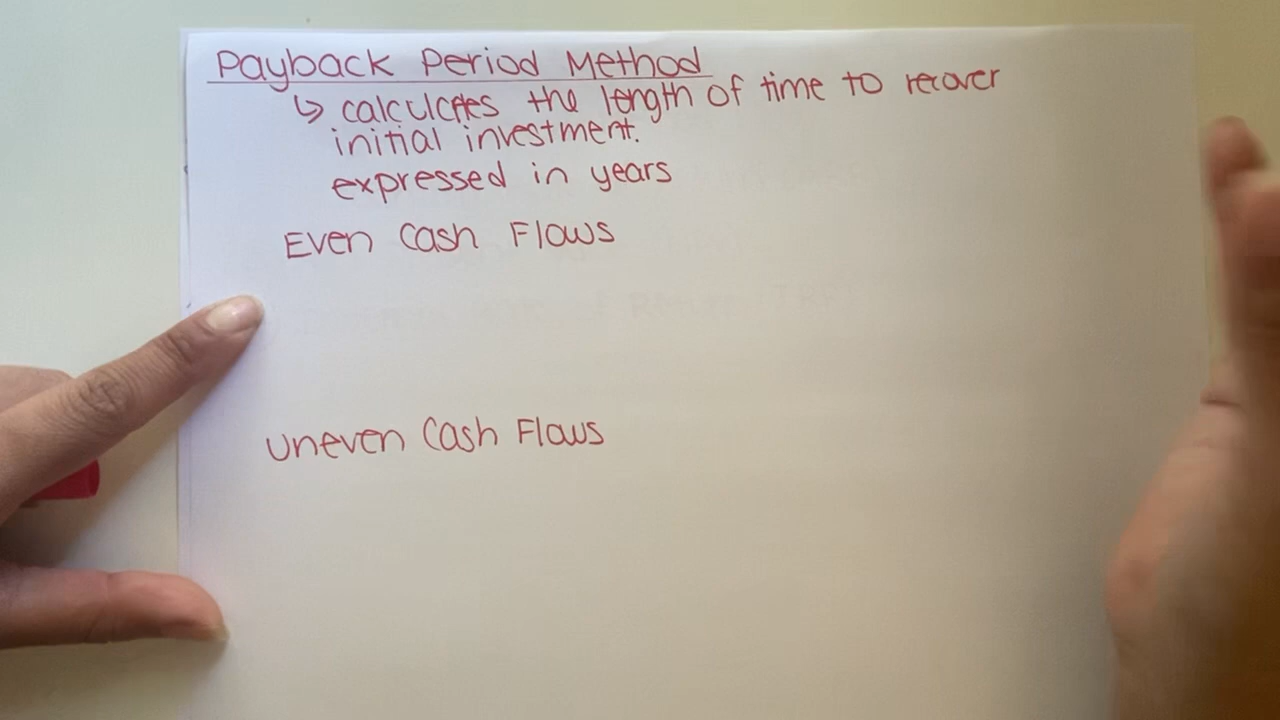 Payback Period Method
↳ calculates the length of time to recover
initial investment.
expressed in years
Even Cash Flows
uneven Cash Flows